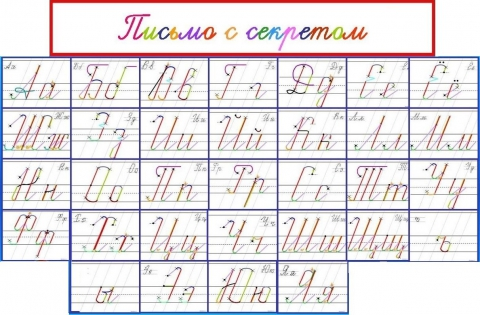 Письмо с секретом
Аа Бб Вв Гг Дд Ее Ёё
Жж Зз Ии Йй Кк Лл Мм
Нн Оо Пп Рр Сс Тт Уу
Фф Хх Цц Чч Шш Щщ ъ
ы Ээ Юю Яя